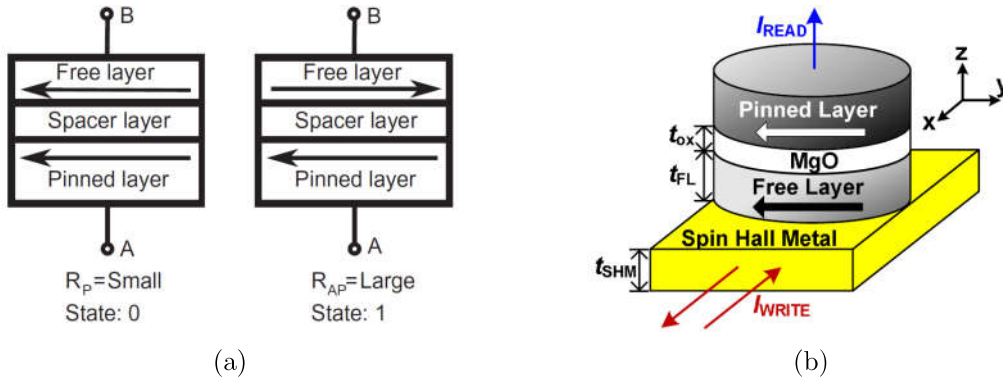 B
Free layer
Spacer layer
Pinned layer
A
R_P=Small
State: 0
B
Free layer
Spacer layer
Pinned layer
A
R_AP=Large
State: 1
(a)
I_READ
z
y
x
Pinned Layer
t_ox
MgO
t_FL
Free Layer
Spin Hall Metal
t_SHM
I_WRITE
(b)